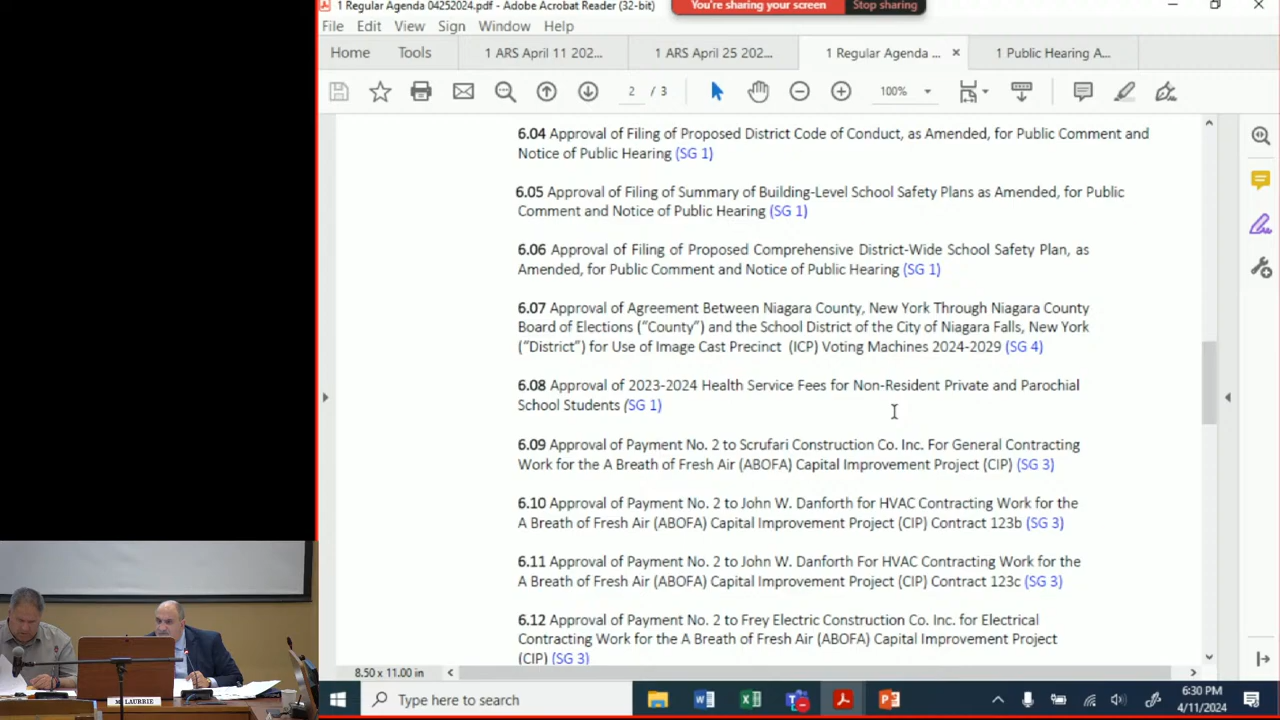 1 Regular Agenda 04252024.pdf - Adobe Acrobat Reader (32-bit)
You're sharing your screen
Stop sharing
File Edit View Sign Window Help
Home Tools 1 ARS April 11 202... 1 ARS April 25 202... 1 Regular Agenda ... × 1 Public Hearing A...
2 / 3 100%
6.04 Approval of Filing of Proposed District Code of Conduct, as Amended, for Public Comment and
Notice of Public Hearing (SG 1)
6.05 Approval of Filing of Summary of Building-Level School Safety Plans as Amended, for Public
Comment and Notice of Public Hearing (SG 1)
6.06 Approval of Filing of Proposed Comprehensive District-Wide School Safety Plan, as
Amended, for Public Comment and Notice of Public Hearing (SG 1)
6.07 Approval of Agreement Between Niagara County, New York Through Niagara County
Board of Elections ("County") and the School District of the City of Niagara Falls, New York
("District") for Use of Image Cast Precinct (ICP) Voting Machines 2024-2029 (SG 4)
6.08 Approval of 2023-2024 Health Service Fees for Non-Resident Private and Parochial
School Students (SG 1)
6.09 Approval of Payment No. 2 to Scrufari Construction Co. Inc. For General Contracting
Work for the A Breath of Fresh Air (ABOFA) Capital Improvement Project (CIP) (SG 3)
6.10 Approval of Payment No. 2 to John W. Danforth for HVAC Contracting Work for the
A Breath of Fresh Air (ABOFA) Capital Improvement Project (CIP) Contract 123b (SG 3)
6.11 Approval of Payment No. 2 to John W. Danforth For HVAC Contracting Work for the
A Breath of Fresh Air (ABOFA) Capital Improvement Project (CIP) Contract 123c (SG 3)
6.12 Approval of Payment No. 2 to Frey Electric Construction Co. Inc. for Electrical
Contracting Work for the A Breath of Fresh Air (ABOFA) Capital Improvement Project
(CIP) (SG 3)
8.50 x 11.00 in
M. LAURRIE
Type here to search
6:30 PM
4/11/2024